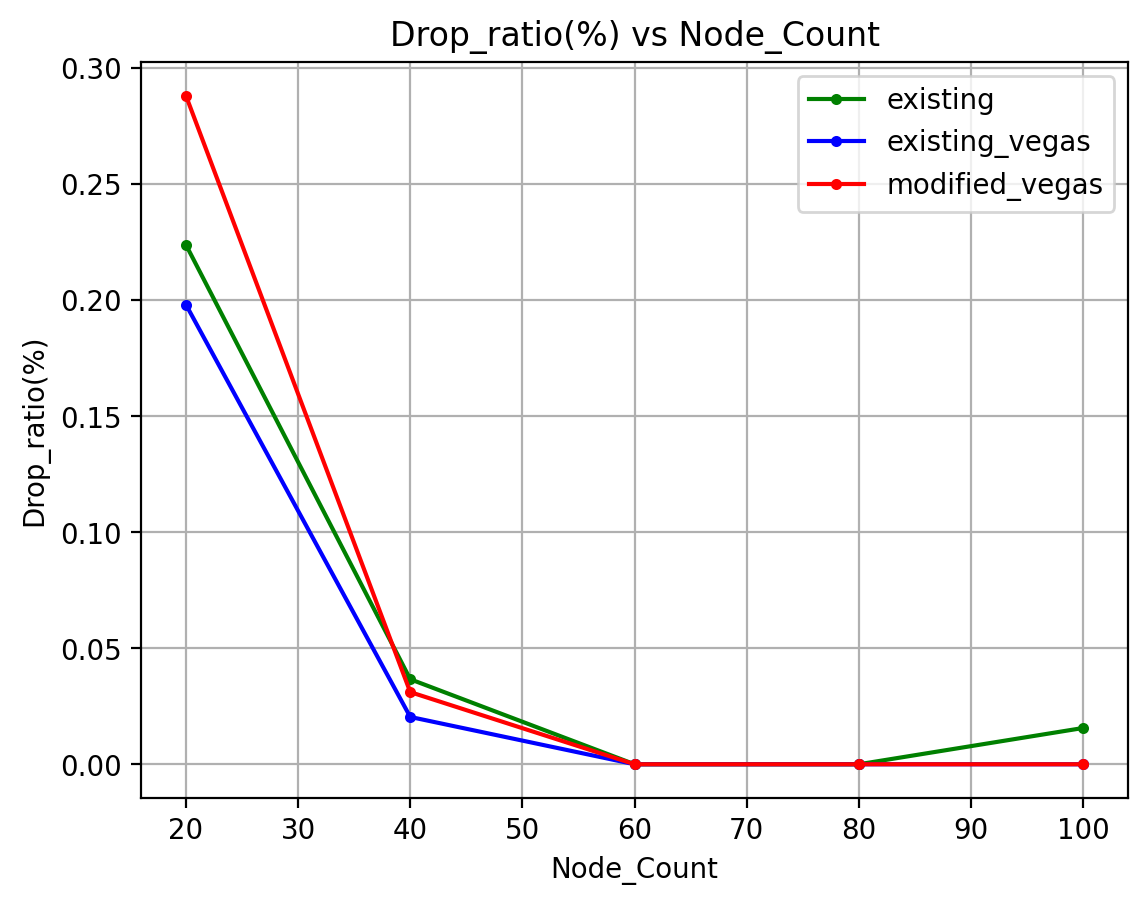 Drop_ratio(%) vs Node_Count
0.30
0.25
0.20
0.15
0.10
0.05
0.00
Drop_ratio(%)
existing
existing_vegas
modified_vegas
20 30 40 50 60 70 80 90 100
Node_Count